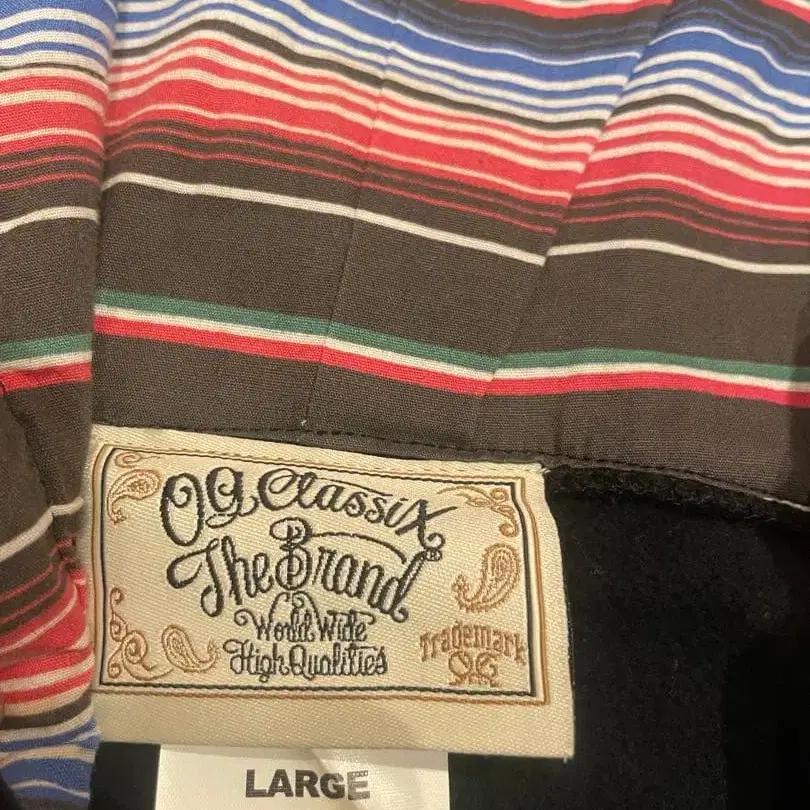 OG Classix®
The Brand
World Wide
High Qualities
Trademark
OG
LARGE